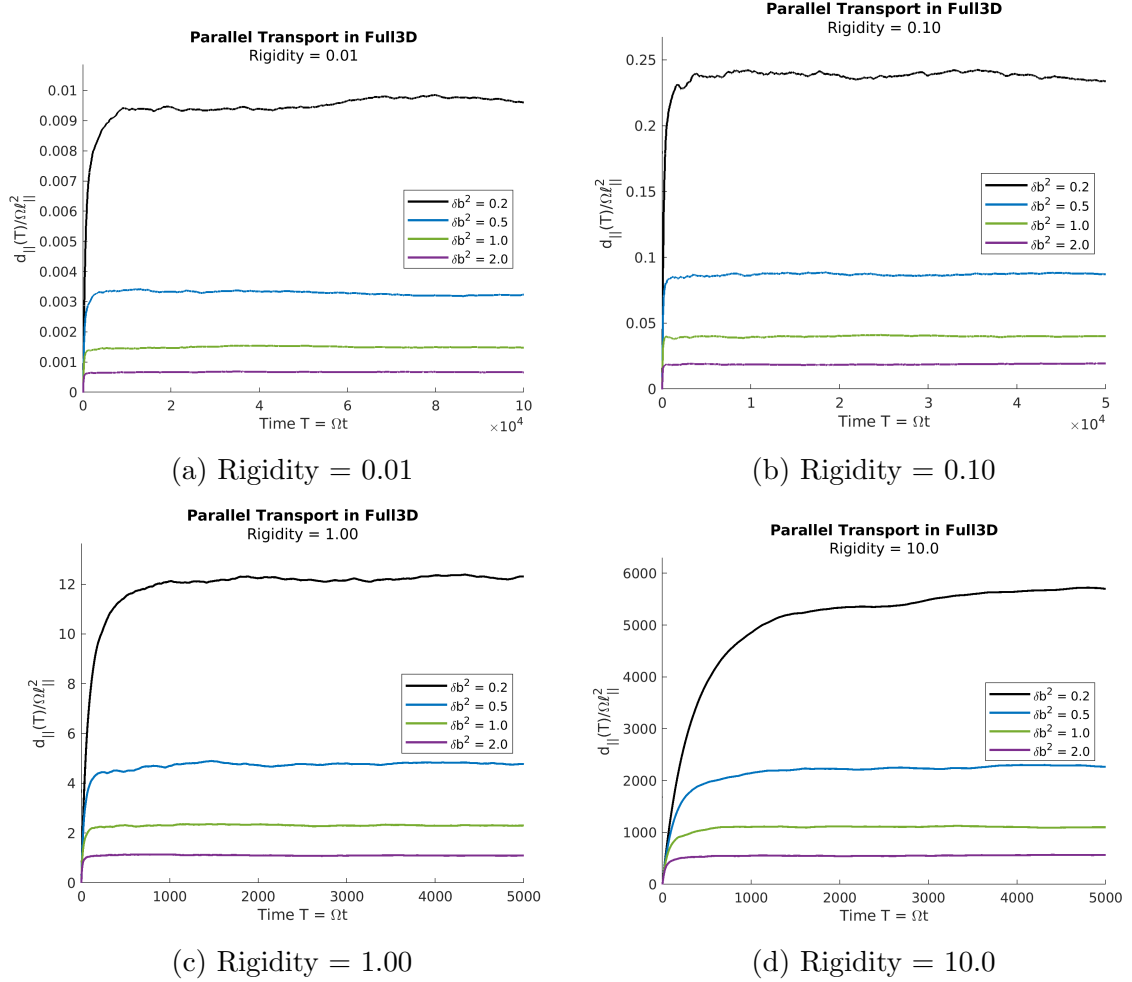 Parallel Transport in Full3D
Rigidity = 0.01
0.01
0.009
0.008
0.007
0.006
0.005
0.004
0.003
0.002
0.001
0
d||(T)/Ωℓ²||
δb² = 0.2
δb² = 0.5
δb² = 1.0
δb² = 2.0
0 2 4 6 8 10
Time T = Ωt
×10⁴
(a) Rigidity = 0.01
Parallel Transport in Full3D
Rigidity = 0.10
0.25
0.2
0.15
0.1
0.05
0
d||(T)/Ωℓ²||
δb² = 0.2
δb² = 0.5
δb² = 1.0
δb² = 2.0
0 1 2 3 4 5
Time T = Ωt
×10⁴
(b) Rigidity = 0.10
Parallel Transport in Full3D
Rigidity = 1.00
12
10
8
6
4
2
0
d||(T)/Ωℓ²||
δb² = 0.2
δb² = 0.5
δb² = 1.0
δb² = 2.0
0 1000 2000 3000 4000 5000
Time T = Ωt
(c) Rigidity = 1.00
Parallel Transport in Full3D
Rigidity = 10.0
6000
5000
4000
3000
2000
1000
0
d||(T)/Ωℓ²||
δb² = 0.2
δb² = 0.5
δb² = 1.0
δb² = 2.0
0 1000 2000 3000 4000 5000
Time T = Ωt
(d) Rigidity = 10.0